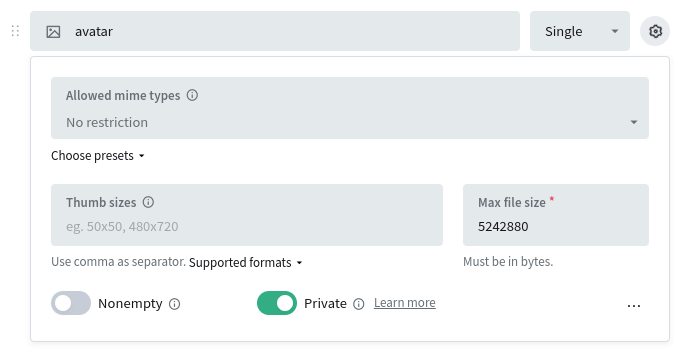 avatar
Single
Allowed mime types
No restriction
Choose presets
Thumb sizes
eg. 50x50, 480x720
Max file size *
5242880
Use comma as separator. Supported formats
Must be in bytes.
Nonempty
Private
Learn more
...